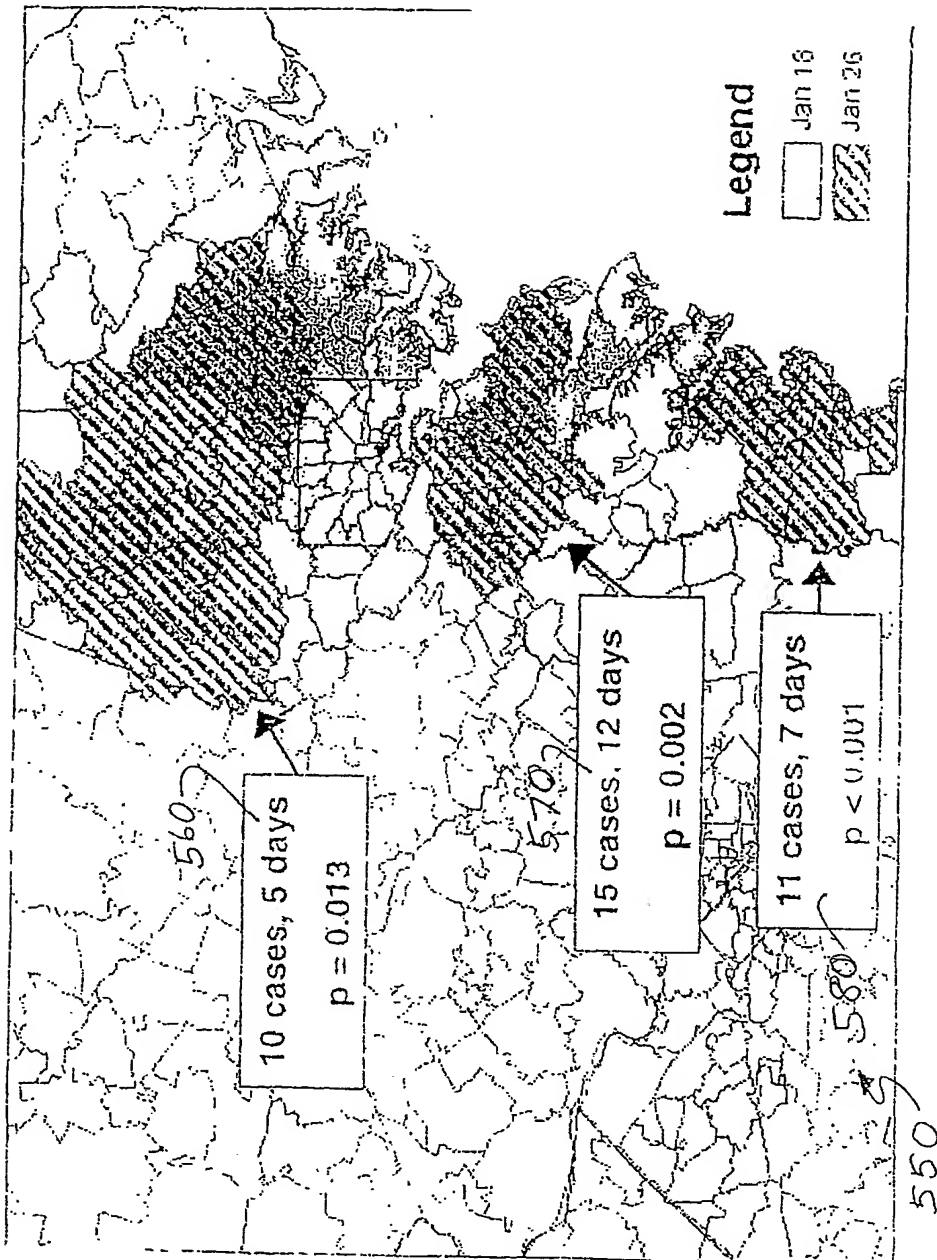 560
10 cases, 5 days
p = 0.013
570
15 cases, 12 days
p = 0.002
11 cases, 7 days
p < 0.001
580
550
Legend
Jan 16
Jan 26